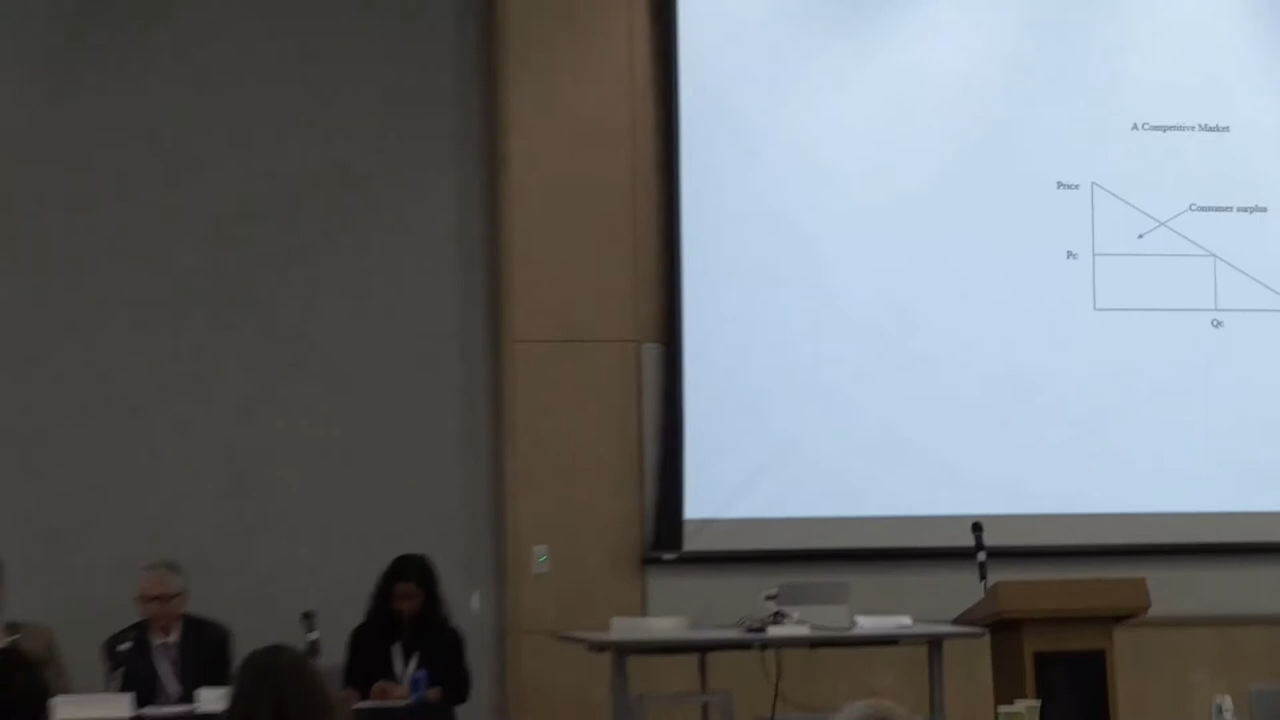 A Competitive Market
Price
Consumer surplus
Pc
Qc